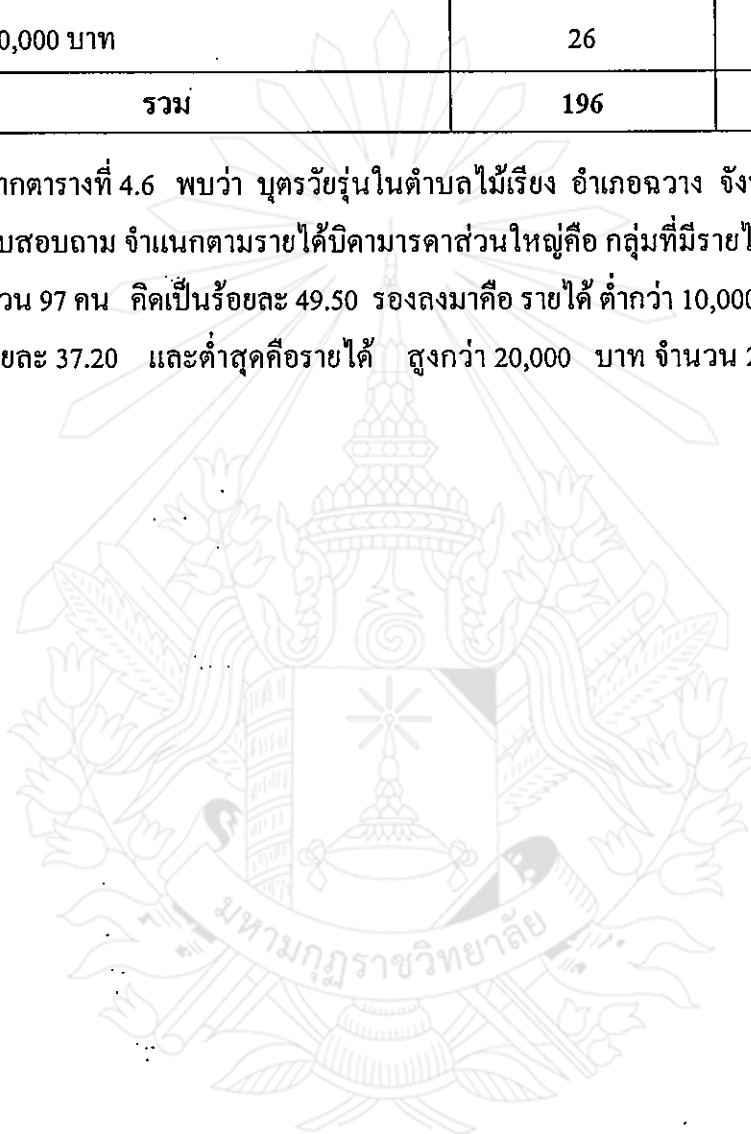 0,000 บาท 26
รวม 196
ากตารางที่ 4.6 พบว่า บุตรวัยรุ่นในตำบลไม้เรียง อำเภอฉวาง จัง
บสอบถาม จำแนกตามรายได้บิดามารดาส่วนใหญ่คือ กลุ่มที่มีรายไ
วน 97 คน คิดเป็นร้อยละ 49.50 รองลงมาคือ รายได้ ต่ำกว่า 10,000
ยละ 37.20 และต่ำสุดคือรายได้ สูงกว่า 20,000 บาท จำนวน 2
มหามกุฏราชวิทยาลัย